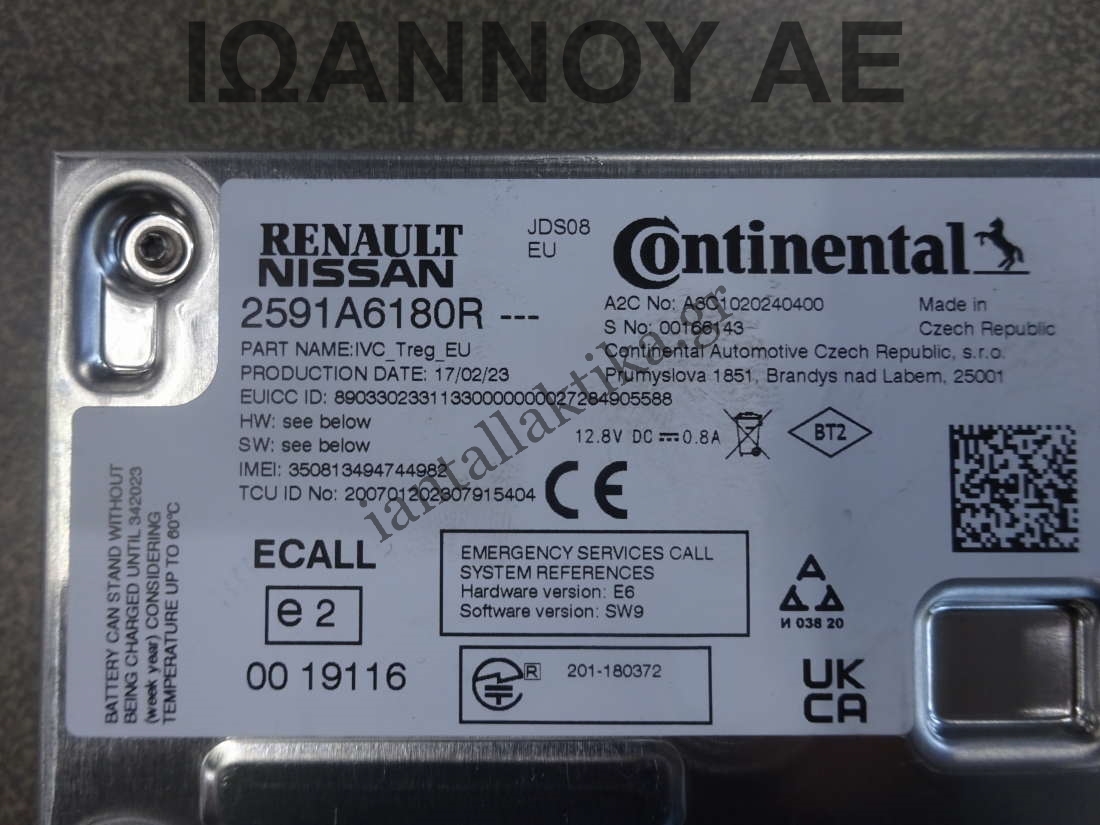 ΙΩΑΝΝΟΥ ΑΕ
RENAULT
NISSAN
JDS08
EU
Continental
2591A6180R ---
PART NAME:IVC_Treg_EU
PRODUCTION DATE: 17/02/23
EUICC ID: 89033023311330000000027284905588
HW: see below
SW: see below
IMEI: 350813494744982
TCU ID No: 200701202307915404
A2C No: A3C1020240400
S No: 00166143
Made in
Czech Republic
Continental Automotive Czech Republic, s.r.o.
Prumyslova 1851, Brandys nad Labem, 25001
12.8V DC 0.8A
BT2
CE
iantallaktika.gr
BATTERY CAN STAND WITHOUT
BEING CHARGED UNTIL 342023
(week year) CONSIDERING
TEMPERATURE UP TO 60°C
ECALL
e2
00 19116
EMERGENCY SERVICES CALL
SYSTEM REFERENCES
Hardware version: E6
Software version: SW9
R
201-180372
И 038 20
UK
CA